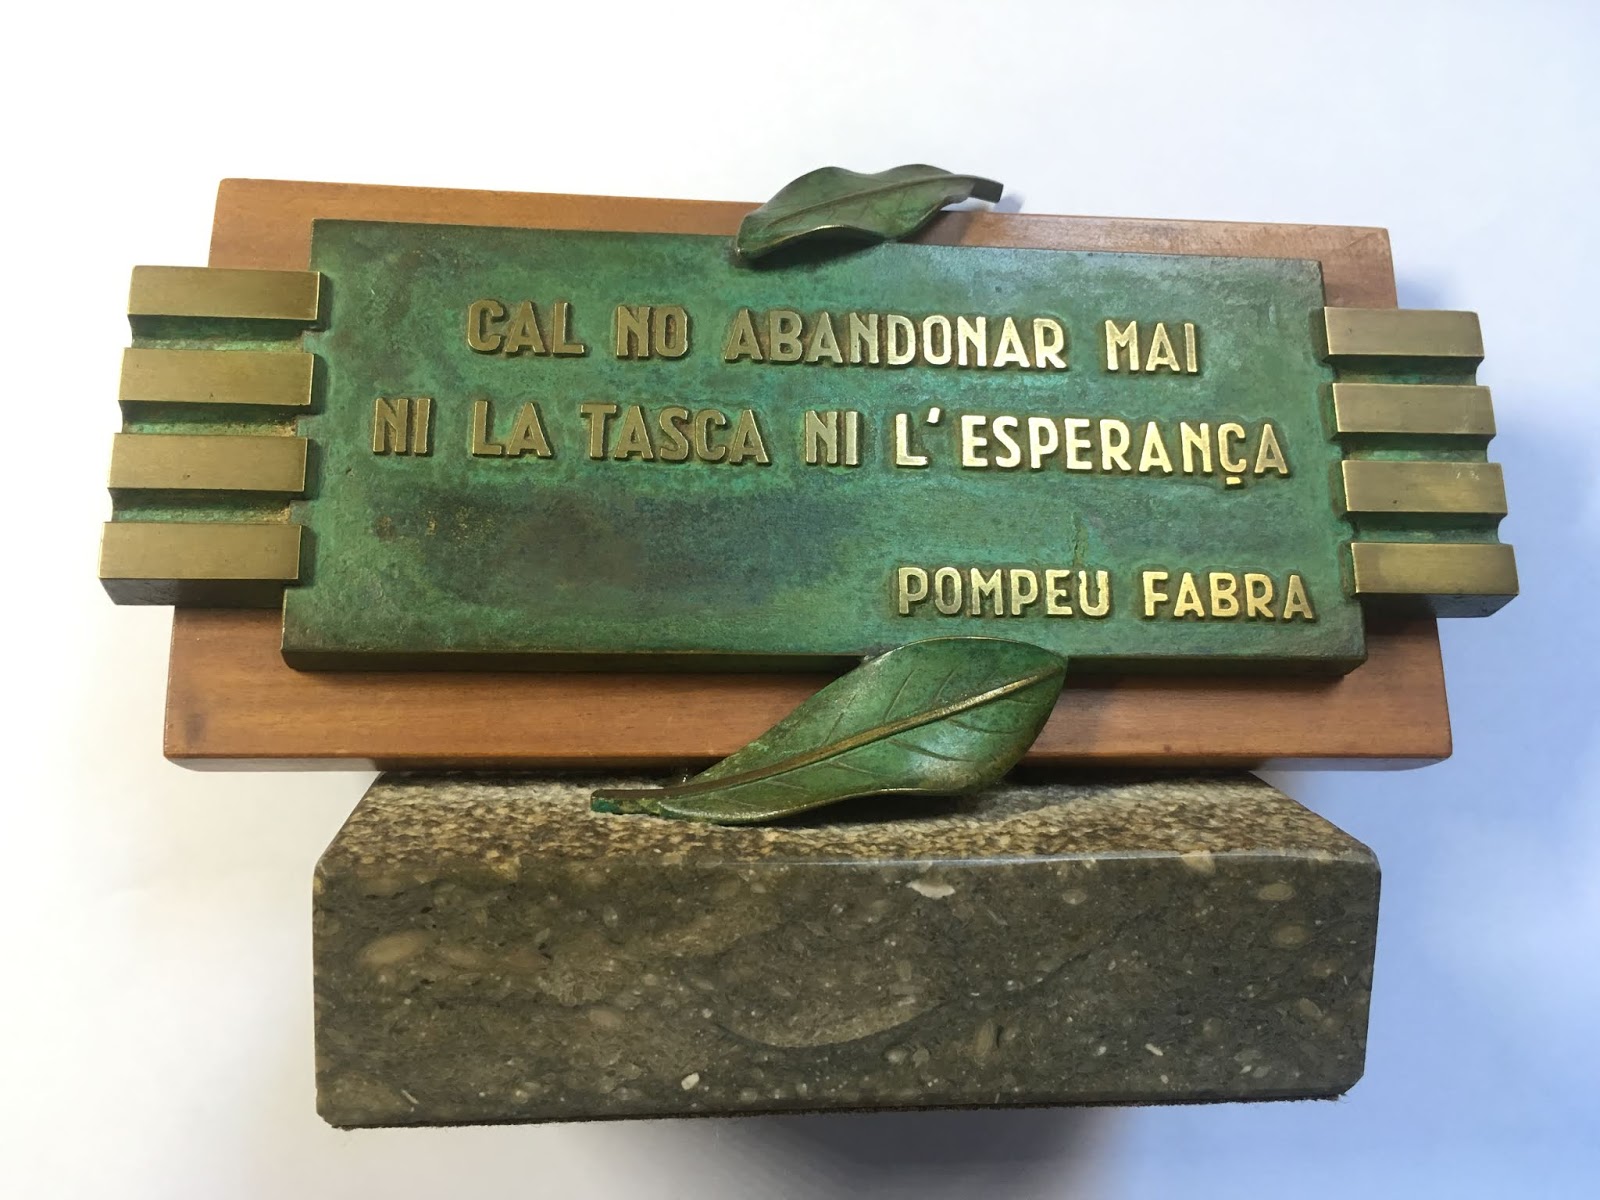 CAL NO ABANDONAR MAI
NI LA TASCA NI L'ESPERANÇA
POMPEU FABRA